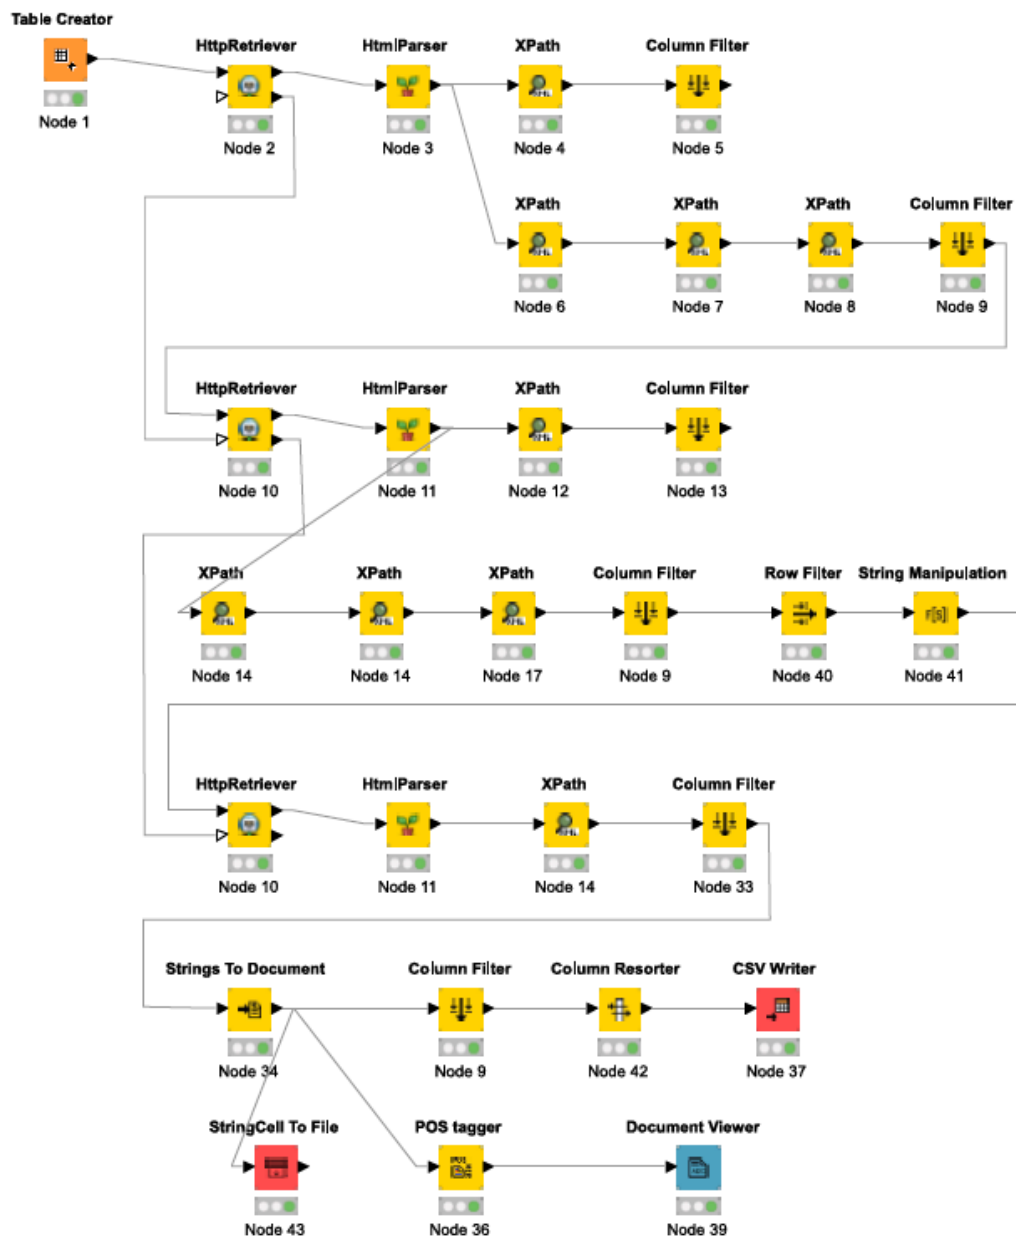 Table Creator
HttpRetriever HtmlParser XPath Column Filter
Node 1
Node 2 Node 3 Node 4 Node 5
XPath XPath XPath Column Filter
Node 6 Node 7 Node 8 Node 9
HttpRetriever HtmlParser XPath Column Filter
Node 10 Node 11 Node 12 Node 13
XPath XPath XPath Column Filter Row Filter String Manipulation
Node 14 Node 14 Node 17 Node 9 Node 40 Node 41
HttpRetriever HtmlParser XPath Column Filter
Node 10 Node 11 Node 14 Node 33
Strings To Document Column Filter Column Resorter CSV Writer
Node 34 Node 9 Node 42 Node 37
StringCell To File POS tagger Document Viewer
Node 43 Node 36 Node 39